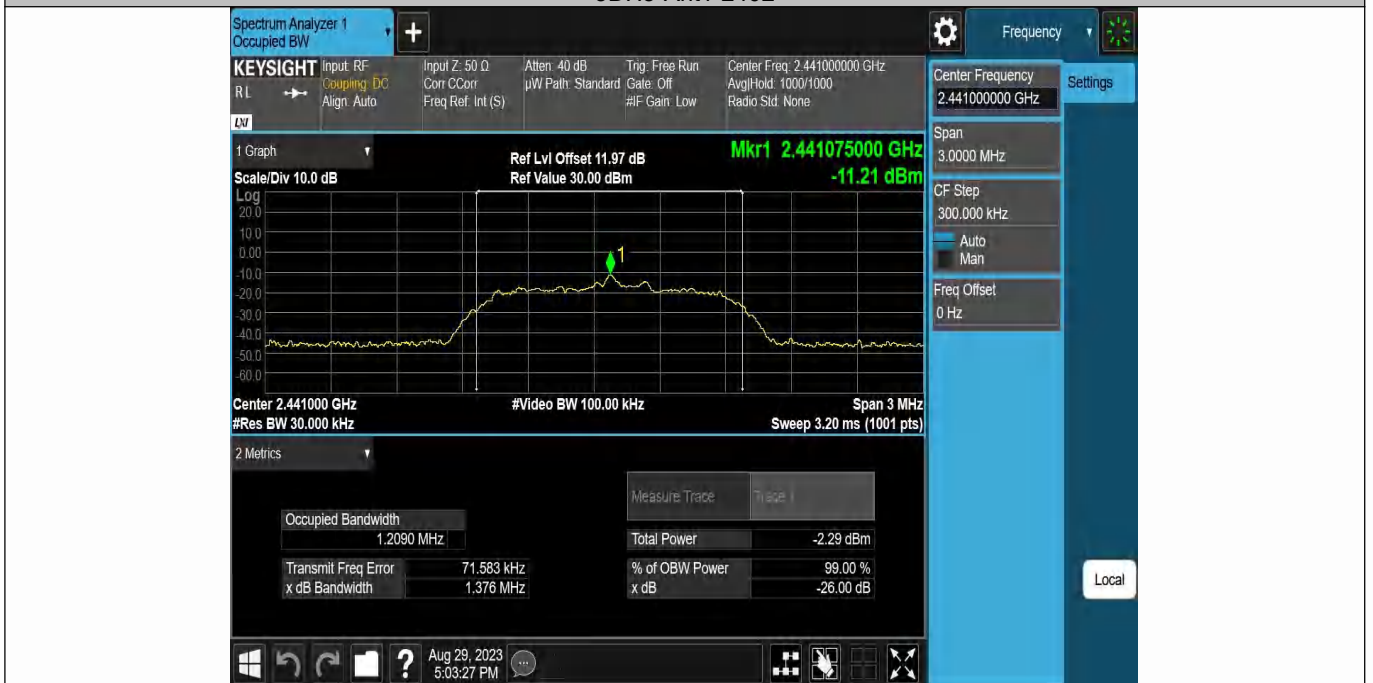 Spectrum Analyzer 1
Occupied BW
+
Frequency
KEYSIGHT
R L
LXI
Input: RF
Coupling: DC
Align: Auto
Input Z: 50 Ω
Corr CCorr
Freq Ref: Int (S)
Atten: 40 dB
µW Path: Standard
Trig: Free Run
Gate: Off
#IF Gain: Low
Center Freq: 2.441000000 GHz
Avg|Hold: 1000/1000
Radio Std: None
Center Frequency
2.441000000 GHz
Settings
Span
3.0000 MHz
CF Step
300.000 kHz
Auto
Man
Freq Offset
0 Hz
Local
1 Graph
Scale/Div 10.0 dB
Ref Lvl Offset 11.97 dB
Ref Value 30.00 dBm
Mkr1 2.441075000 GHz
-11.21 dBm
Log
20.0
10.0
0.00
-10.0
-20.0
-30.0
-40.0
-50.0
-60.0
1
Center 2.441000 GHz
#Res BW 30.000 kHz
#Video BW 100.00 kHz
Span 3 MHz
Sweep 3.20 ms (1001 pts)
2 Metrics
Measure Trace Trace 1
Occupied Bandwidth
1.2090 MHz
Total Power -2.29 dBm
Transmit Freq Error 71.583 kHz
% of OBW Power 99.00 %
x dB Bandwidth 1.376 MHz
x dB -26.00 dB
?
Aug 29, 2023
5:03:27 PM